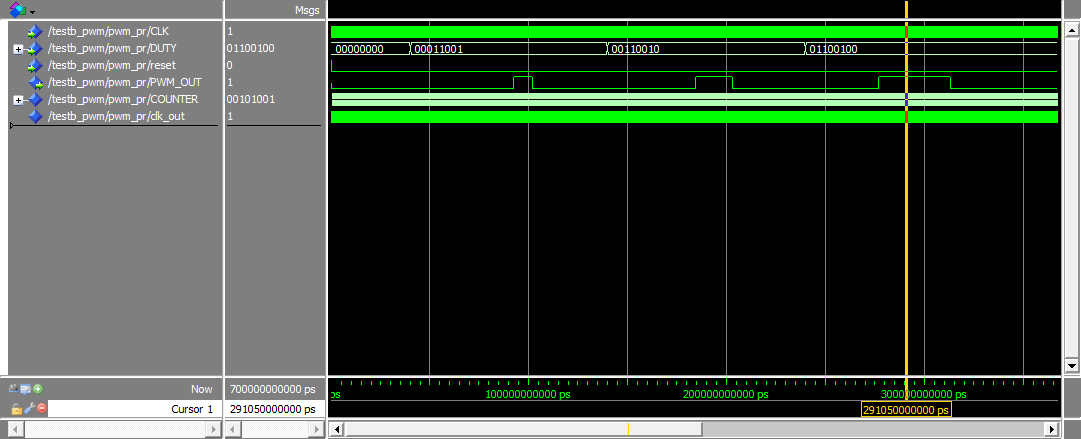 Msgs
/testb_pwm/pwm_pr/CLK 1
/testb_pwm/pwm_pr/DUTY 01100100 00000000 00011001 00110010 01100100
/testb_pwm/pwm_pr/reset 0
/testb_pwm/pwm_pr/PWM_OUT 1
/testb_pwm/pwm_pr/COUNTER 00101001
/testb_pwm/pwm_pr/clk_out 1
Now 700000000000 ps ps 100000000000 ps 200000000000 ps 300000000000 ps
Cursor 1 291050000000 ps 291050000000 ps